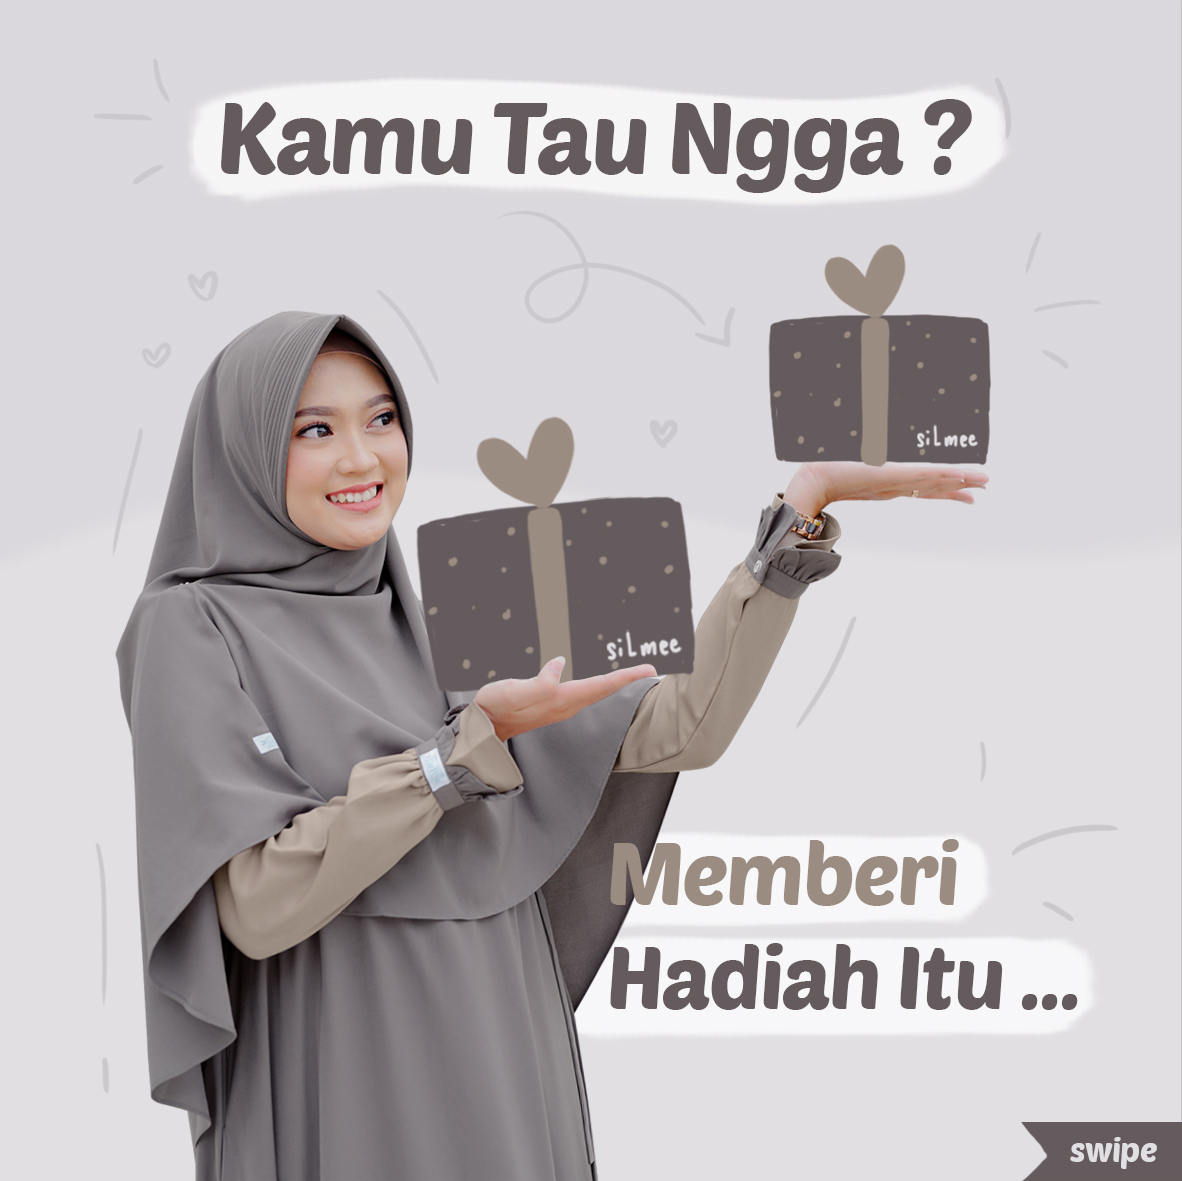 Kamu Tau Ngga ?
silmee
silmee
Memberi
Hadiah Itu ...
swipe